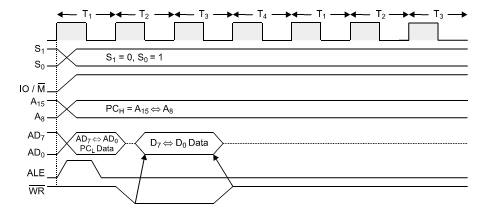 T1 T2 T3 T4 T1 T2 T3
S1
S0
S1 = 0, S0 = 1
IO / M̅
A15
A8
PCH = A15 ⇔ A8
AD7
AD0
AD7 ⇔ AD0
PCL Data
D7 ⇔ D0 Data
ALE
W̅R̅